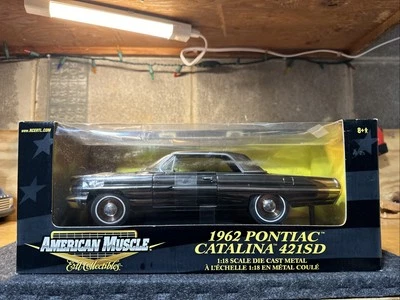 www.rcertl.com
8+
AMERICAN MUSCLE
Ertl Collectibles
1962 PONTIAC™
CATALINA 421SD
1:18 SCALE DIE CAST METAL
À L'ÉCHELLE 1:18 EN MÉTAL COULÉ